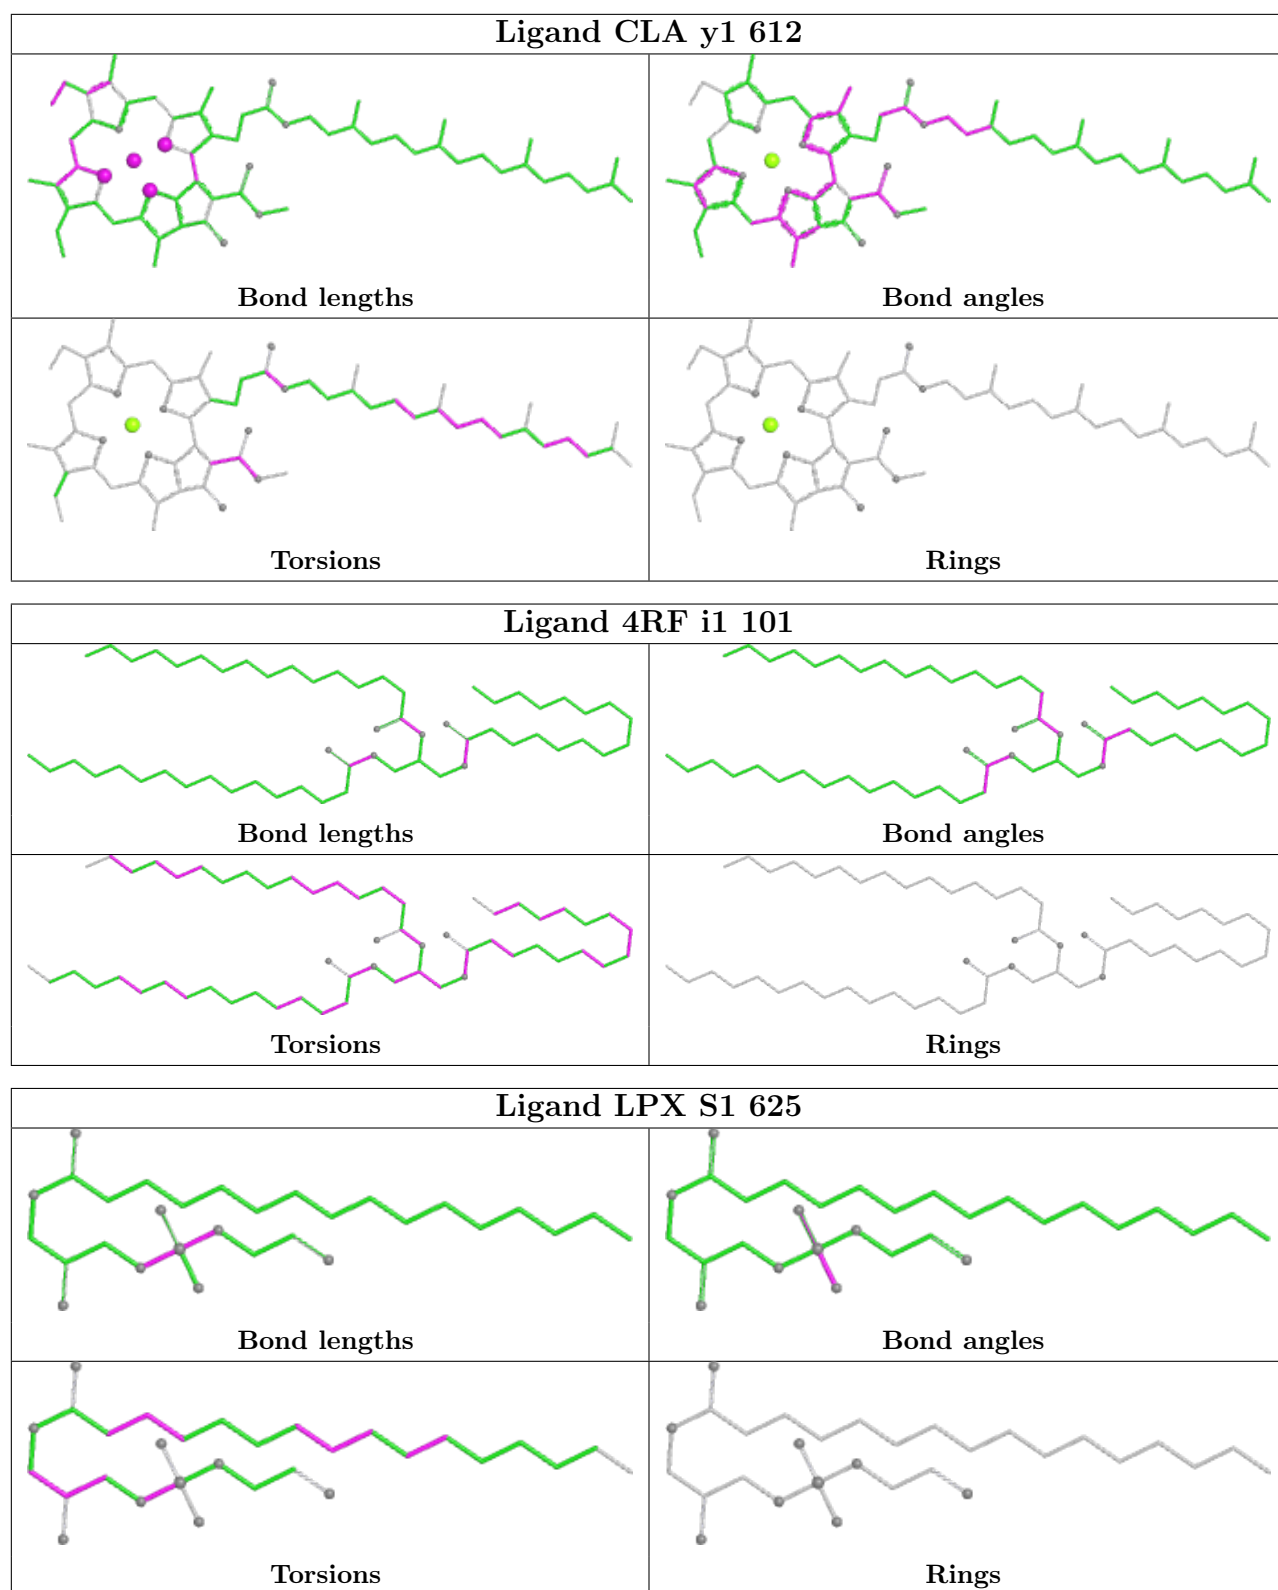 Ligand CLA y1 612
Bond lengths
Bond angles
Torsions
Rings
Ligand 4RF i1 101
Bond lengths
Bond angles
Torsions
Rings
Ligand LPX S1 625
Bond lengths
Bond angles
Torsions
Rings